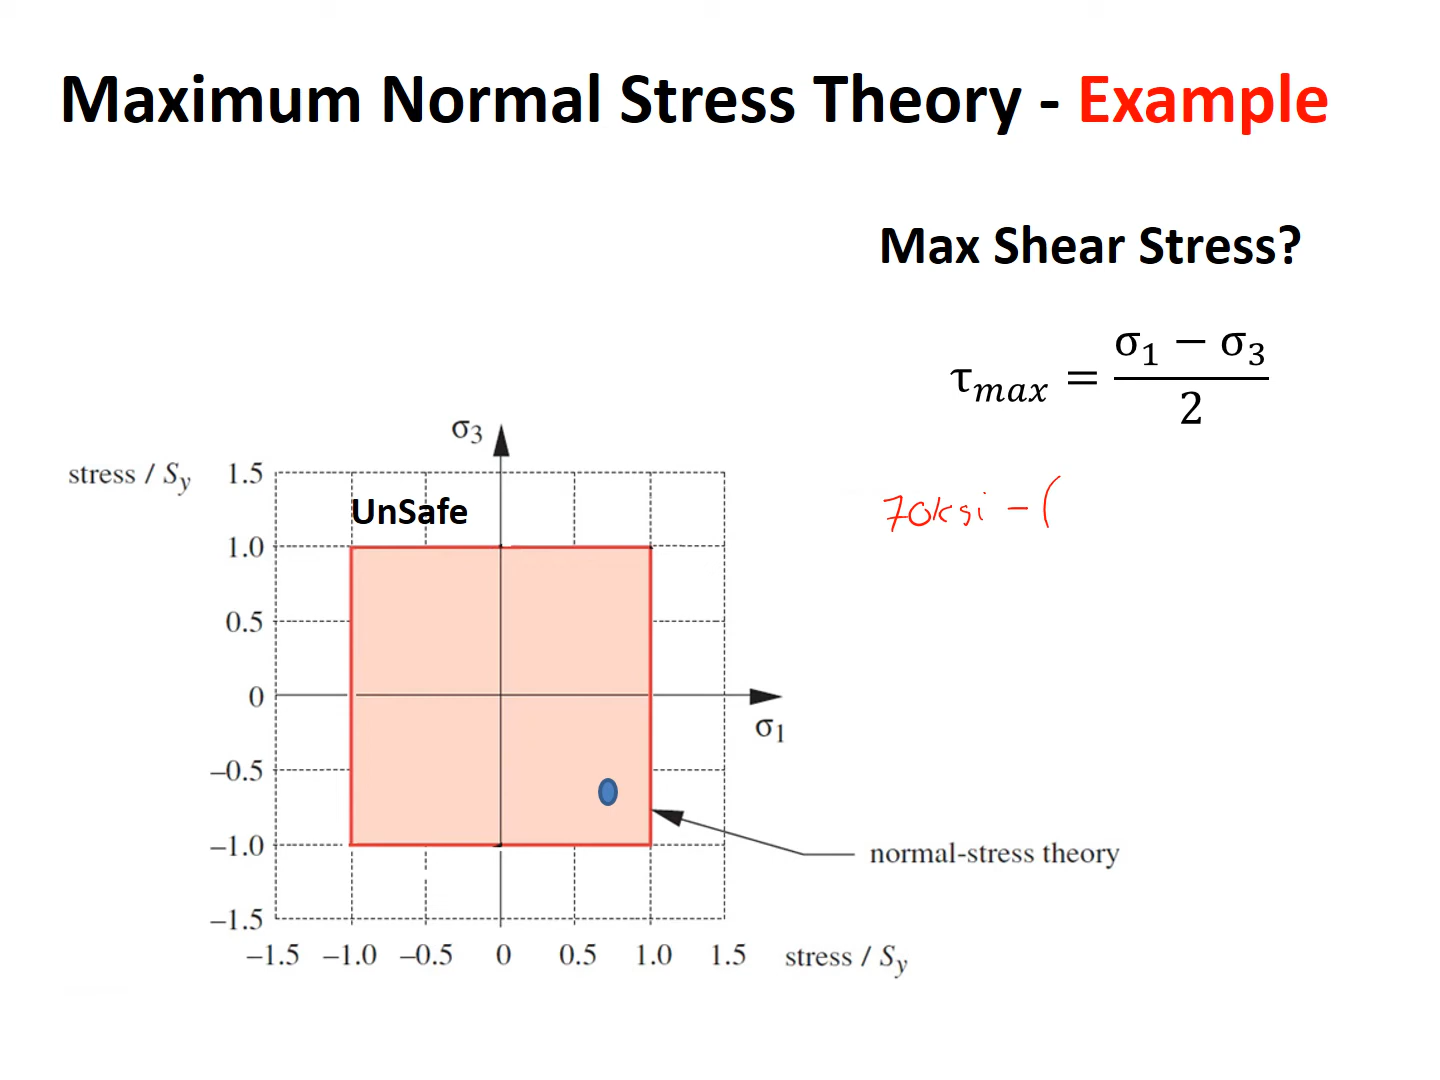 Maximum Normal Stress Theory - Example
Max Shear Stress?
τmax = σ1 − σ3 / 2
70ksi - (
σ3
stress / Sy
1.5
UnSafe
1.0
0.5
0
σ1
–0.5
–1.0
normal-stress theory
–1.5
–1.5 –1.0 –0.5 0 0.5 1.0 1.5
stress / Sy